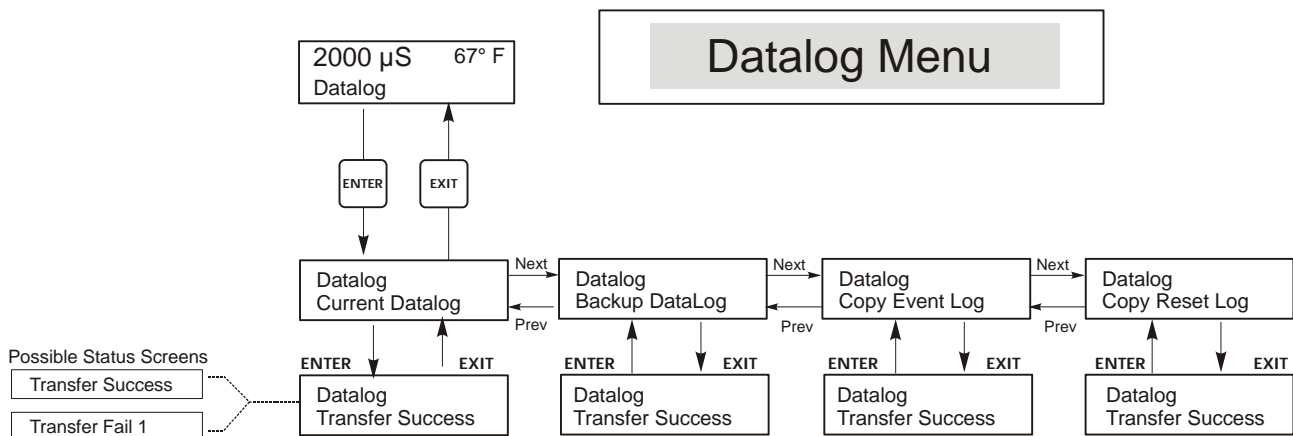 Datalog Menu
2000 µS 67° F
Datalog
ENTER EXIT
Datalog
Current Datalog
Next
Prev
Datalog
Backup DataLog
Next
Prev
Datalog
Copy Event Log
Next
Prev
Datalog
Copy Reset Log
Possible Status Screens
Transfer Success
Transfer Fail 1
ENTER EXIT
Datalog
Transfer Success
ENTER EXIT
Datalog
Transfer Success
ENTER EXIT
Datalog
Transfer Success
ENTER EXIT
Datalog
Transfer Success